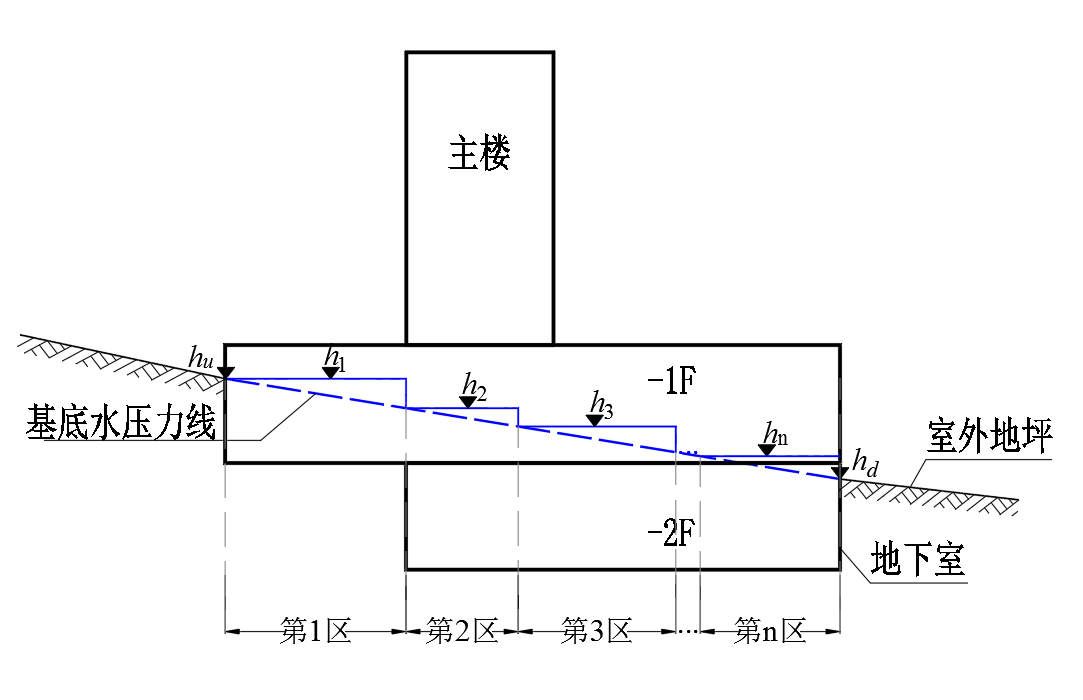 主楼
hu
h1
h2
h3
hn
hd
-1F
基底水压力线
室外地坪
-2F
地下室
第1区
第2区
第3区
...
第n区